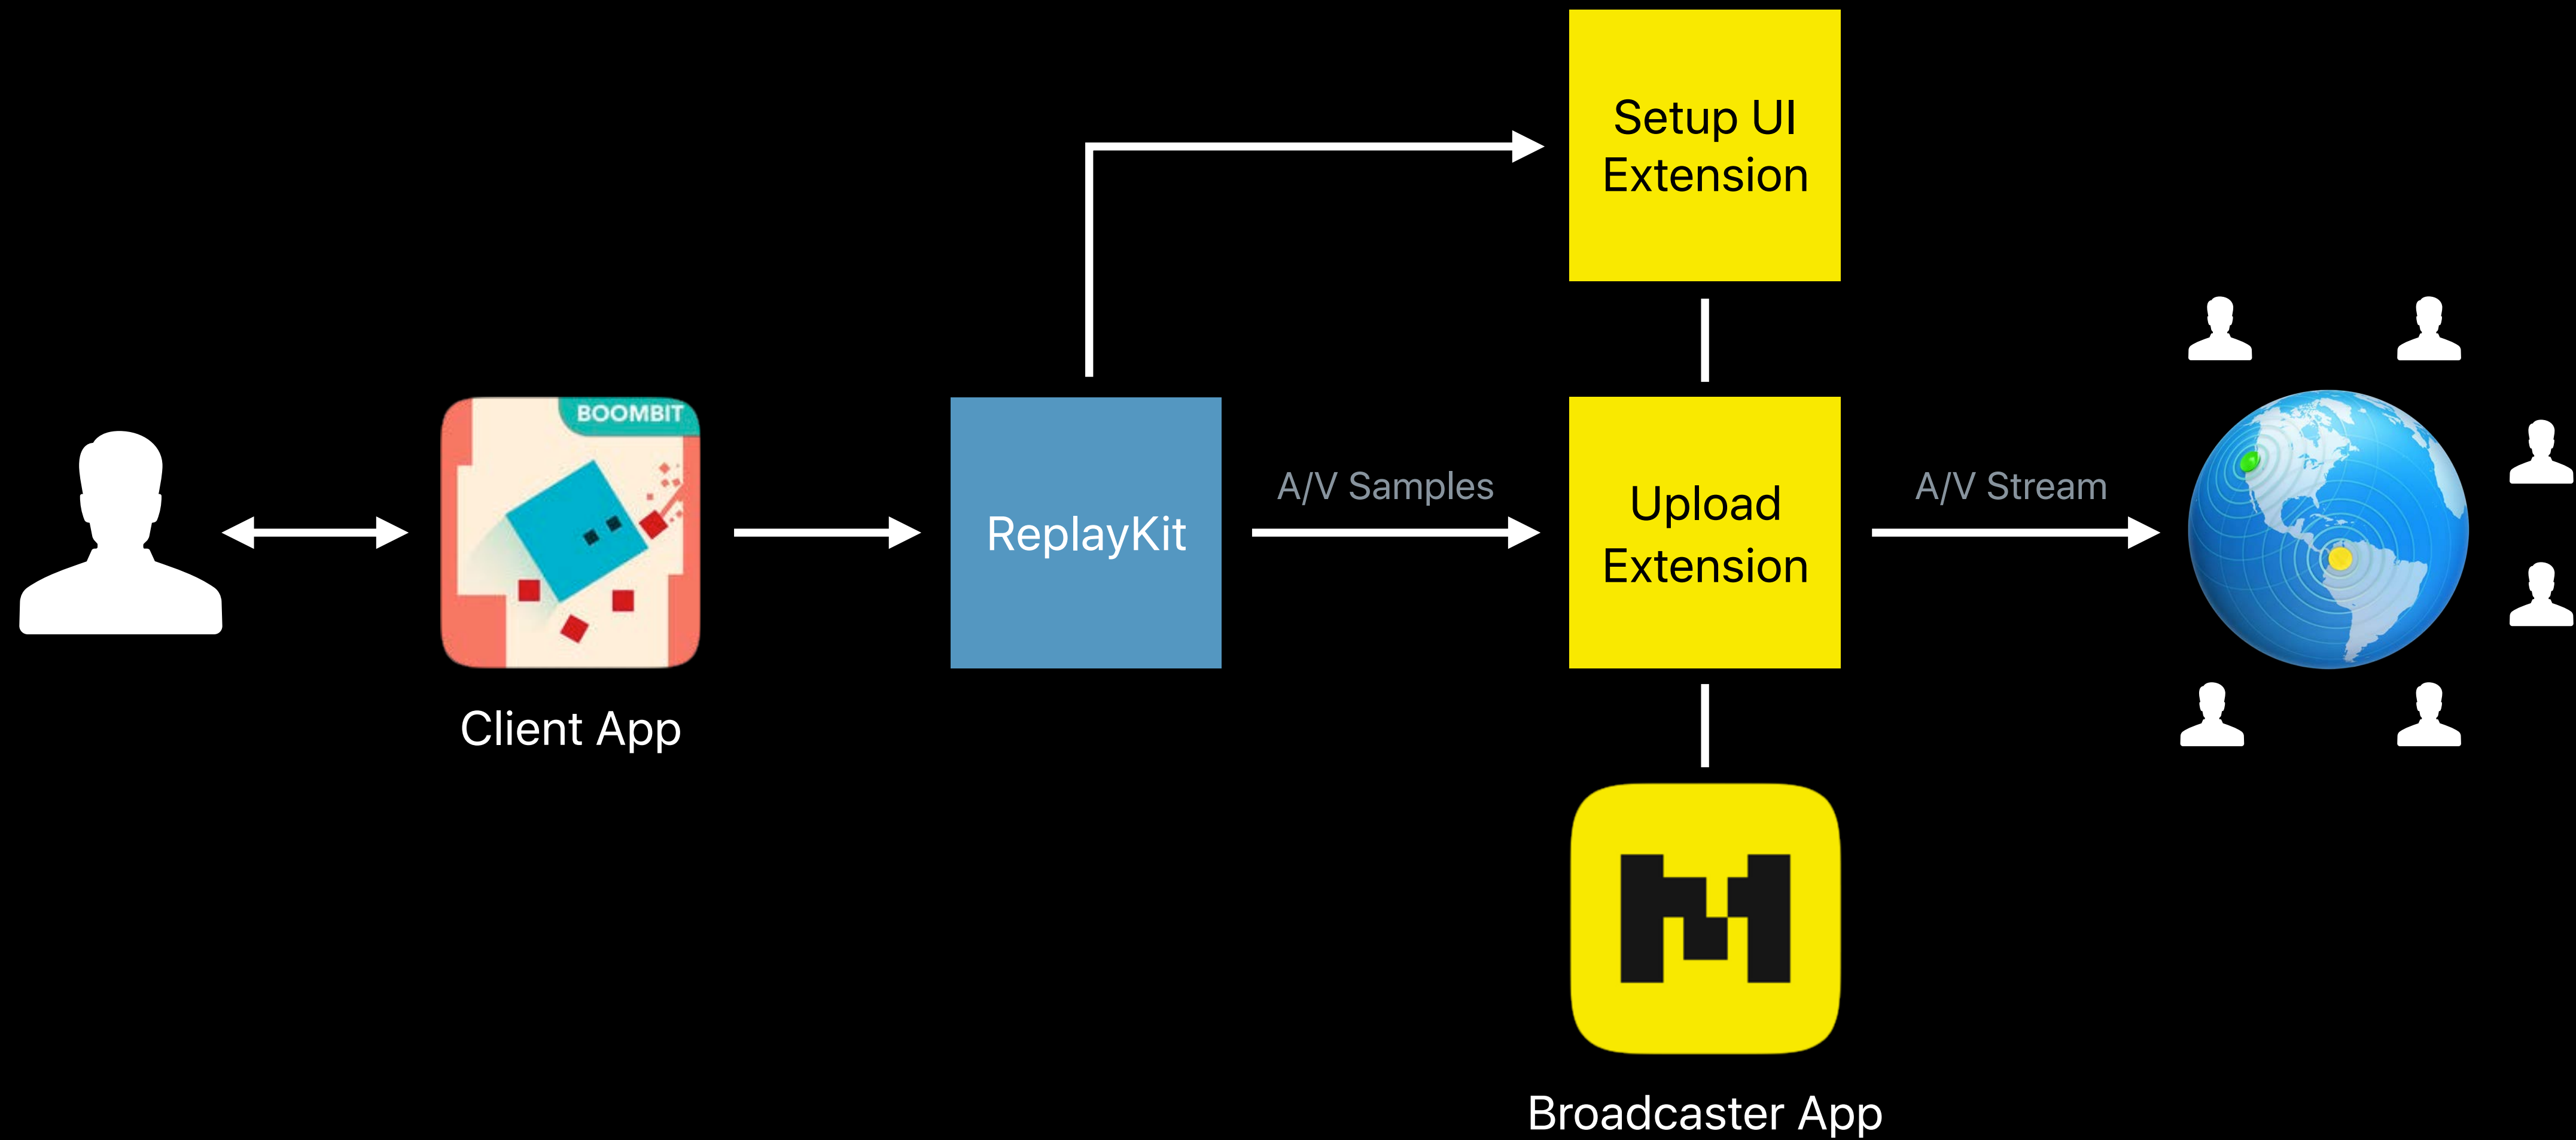 Setup UI
Extension
BOOMBIT
ReplayKit
A/V Samples
Upload
Extension
A/V Stream
Client App
M
Broadcaster App